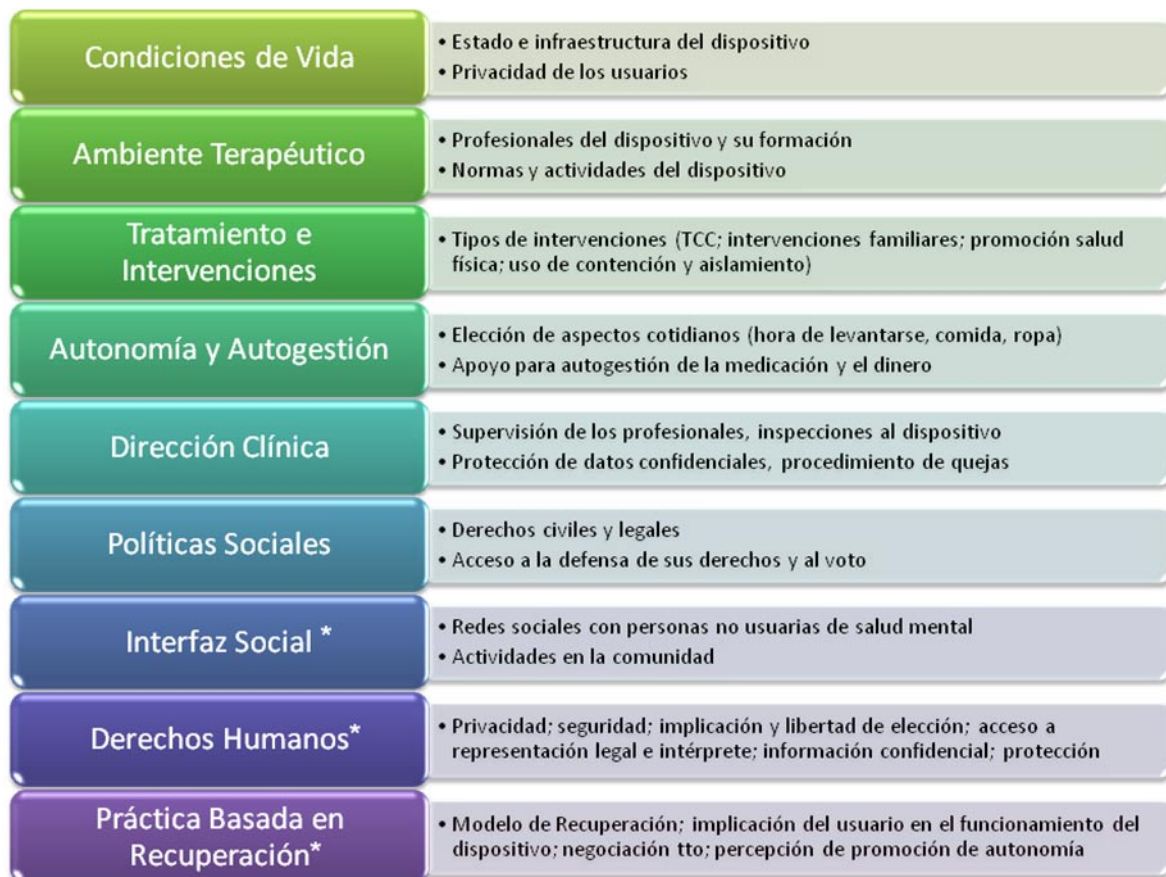 Condiciones de Vida
• Estado e infraestructura del dispositivo
• Privacidad de los usuarios
Ambiente Terapéutico
• Profesionales del dispositivo y su formación
• Normas y actividades del dispositivo
Tratamiento e
Intervenciones
• Tipos de intervenciones (TCC; intervenciones familiares; promoción salud
física; uso de contención y aislamiento)
Autonomía y Autogestión
• Elección de aspectos cotidianos (hora de levantarse, comida, ropa)
• Apoyo para autogestión de la medicación y el dinero
Dirección Clínica
• Supervisión de los profesionales, inspecciones al dispositivo
• Protección de datos confidenciales, procedimiento de quejas
Políticas Sociales
• Derechos civiles y legales
• Acceso a la defensa de sus derechos y al voto
Interfaz Social *
• Redes sociales con personas no usuarias de salud mental
• Actividades en la comunidad
Derechos Humanos*
• Privacidad; seguridad; implicación y libertad de elección; acceso a
representación legal e intérprete; información confidencial; protección
Práctica Basada en
Recuperación*
• Modelo de Recuperación; implicación del usuario en el funcionamiento del
dispositivo; negociación tto; percepción de promoción de autonomía